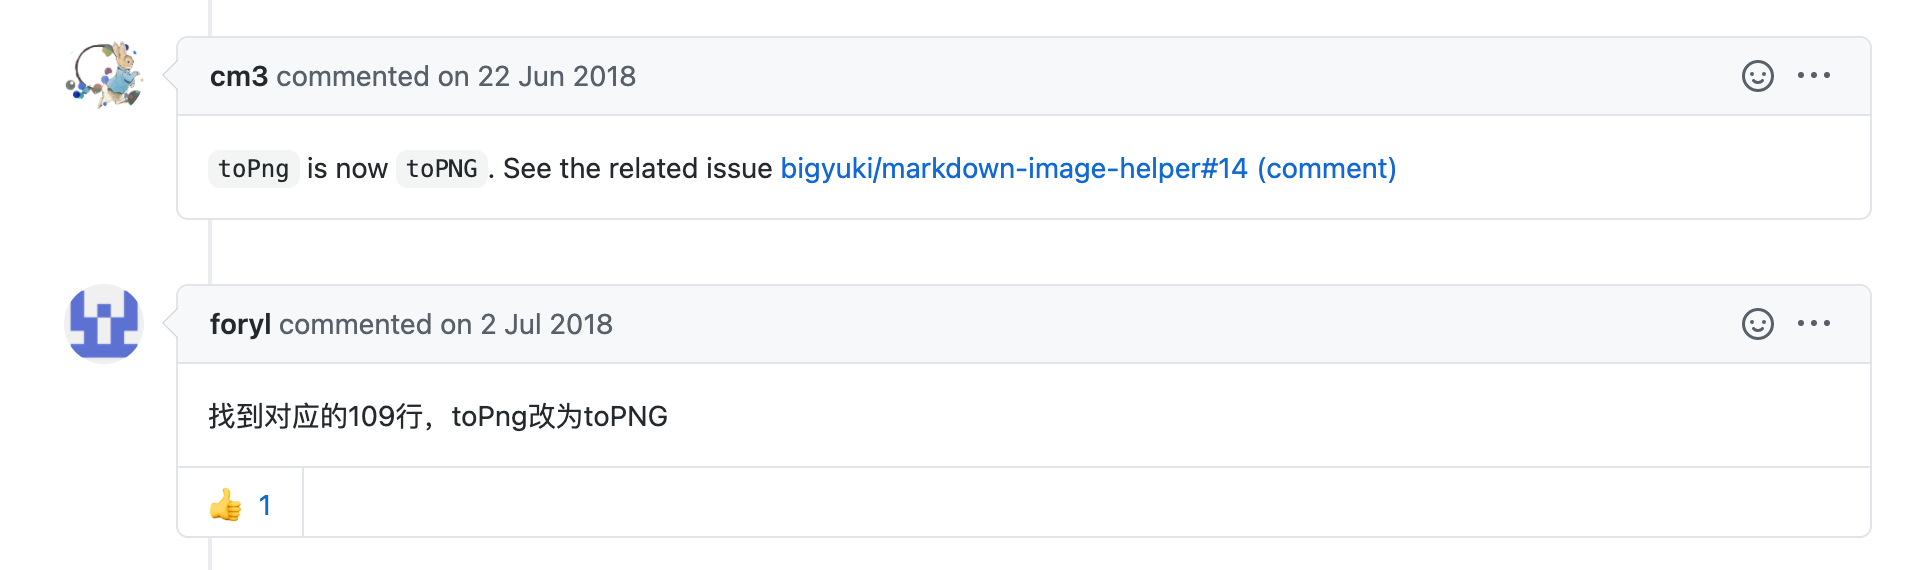 cm3 commented on 22 Jun 2018
toPng is now toPNG. See the related issue bigyuki/markdown-image-helper#14 (comment)
foryl commented on 2 Jul 2018
找到对应的109行，toPng改为toPNG
👍 1